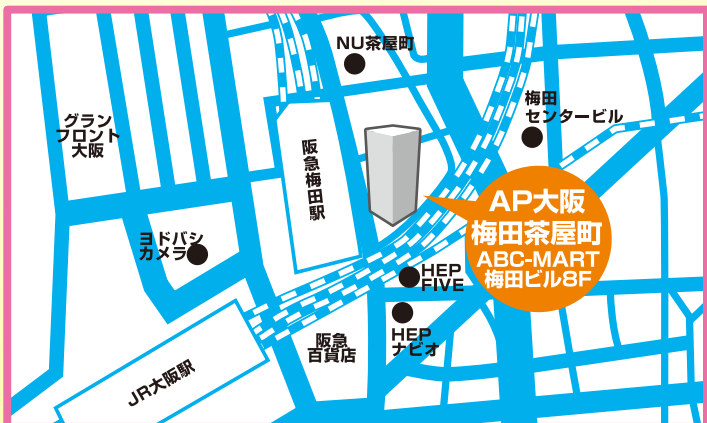 NU茶屋町
梅田
センタービル
グラン
フロント
大阪
阪急梅田駅
AP大阪
梅田茶屋町
ABC-MART
梅田ビル8F
ヨドバシ
カメラ
HEP
FIVE
HEP
ナビオ
阪急
百貨店
JR大阪駅